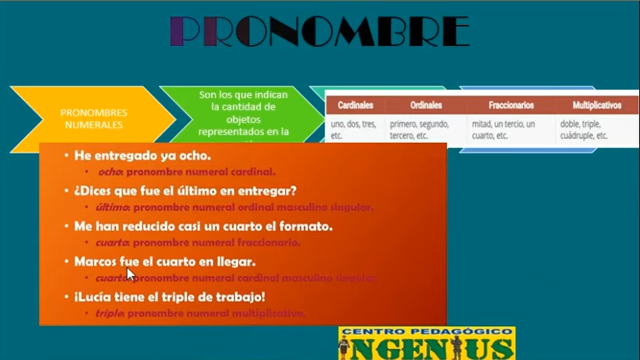 PRONOMBRE
PRONOMBRES
NUMERALES
Son los que indican
la cantidad de
objetos
representados en la
Cardinales Ordinales Fraccionarios Multiplicativos
uno, dos, tres, primero, segundo, mitad, un tercio, un doble, triple,
etc. tercero, etc. cuarto, etc. cuádruple, etc.
• He entregado ya ocho.
• ocho: pronombre numeral cardinal.
• ¿Dices que fue el último en entregar?
• último: pronombre numeral ordinal masculino singular.
• Me han reducido casi un cuarto el formato.
• cuarto: pronombre numeral fraccionario.
• Marcos fue el cuarto en llegar.
• cuarto: pronombre numeral cardinal masculino singular.
• ¡Lucía tiene el triple de trabajo!
• triple: pronombre numeral multiplicativo.
CENTRO PEDAGÓGICO
INGENIUS